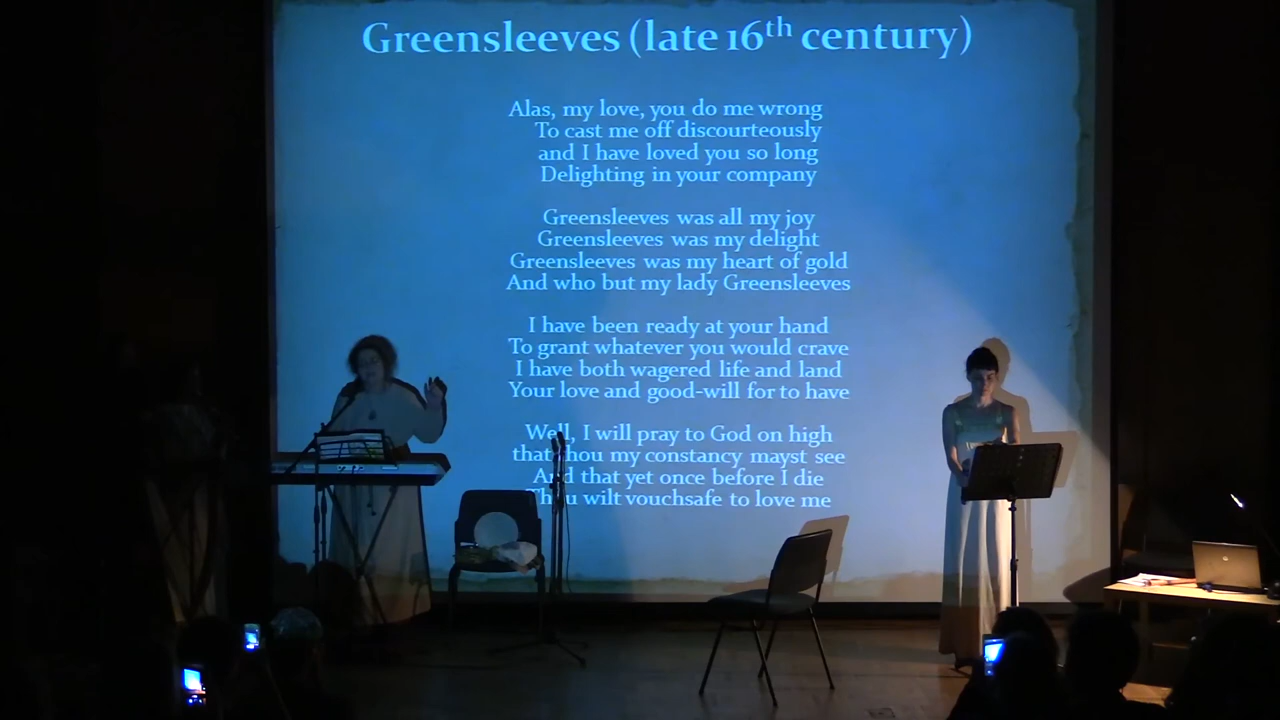 Greensleeves (late 16th century)
Alas, my love, you do me wrong
To cast me off discourteously
and I have loved you so long
Delighting in your company
Greensleeves was all my joy
Greensleeves was my delight
Greensleeves was my heart of gold
And who but my lady Greensleeves
I have been ready at your hand
To grant whatever you would crave
I have both wagered life and land
Your love and good-will for to have
Well, I will pray to God on high
that thou my constancy mayst see
And that yet once before I die
Thou wilt vouchsafe to love me